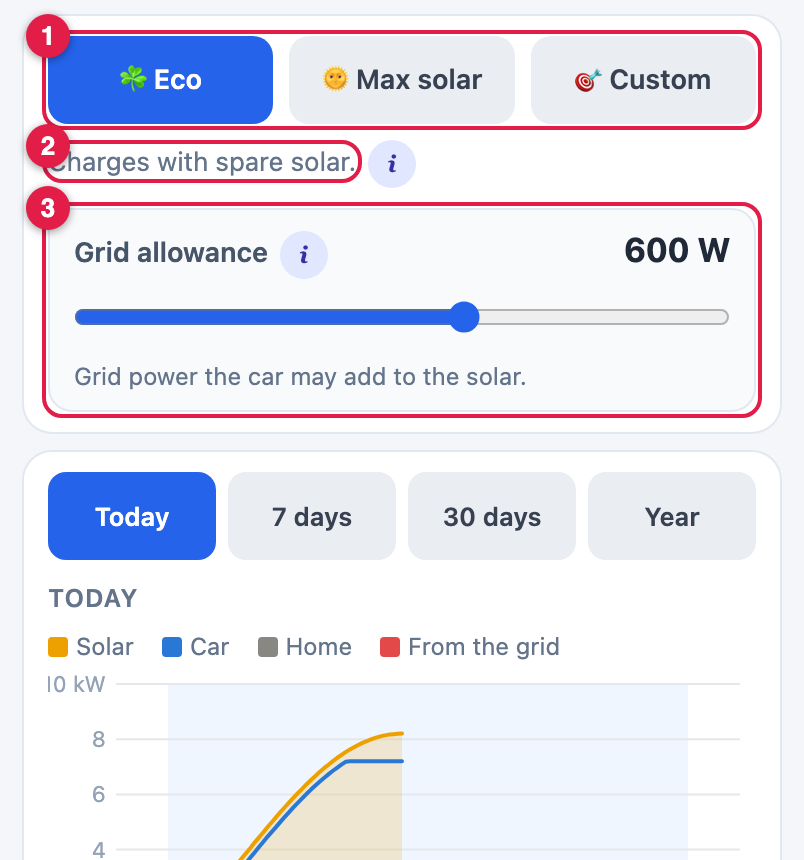 1
☘️ Eco
🌞 Max solar
🎯 Custom
2
Charges with spare solar.
i
3
Grid allowance
i
600 W
Grid power the car may add to the solar.
Today
7 days
30 days
Year
TODAY
Solar
Car
Home
From the grid
10 kW
8
6
4